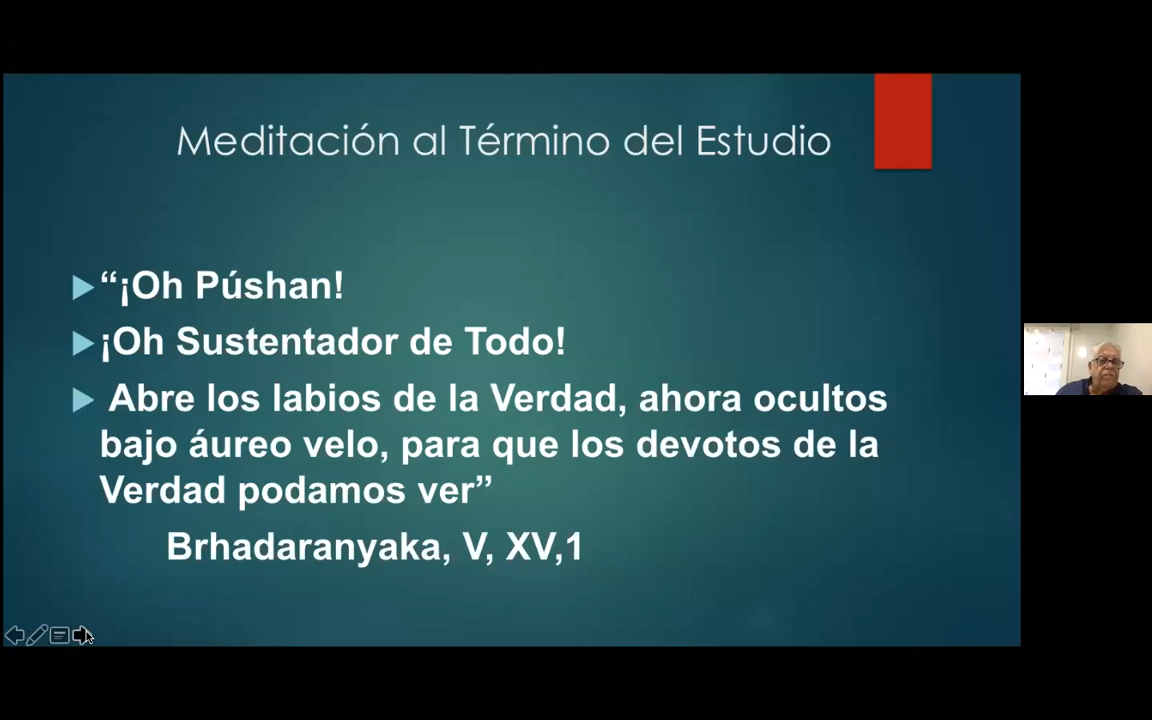 Meditación al Término del Estudio
“¡Oh Púshan!
¡Oh Sustentador de Todo!
Abre los labios de la Verdad, ahora ocultos
bajo áureo velo, para que los devotos de la
Verdad podamos ver”
Brhadaranyaka, V, XV,1